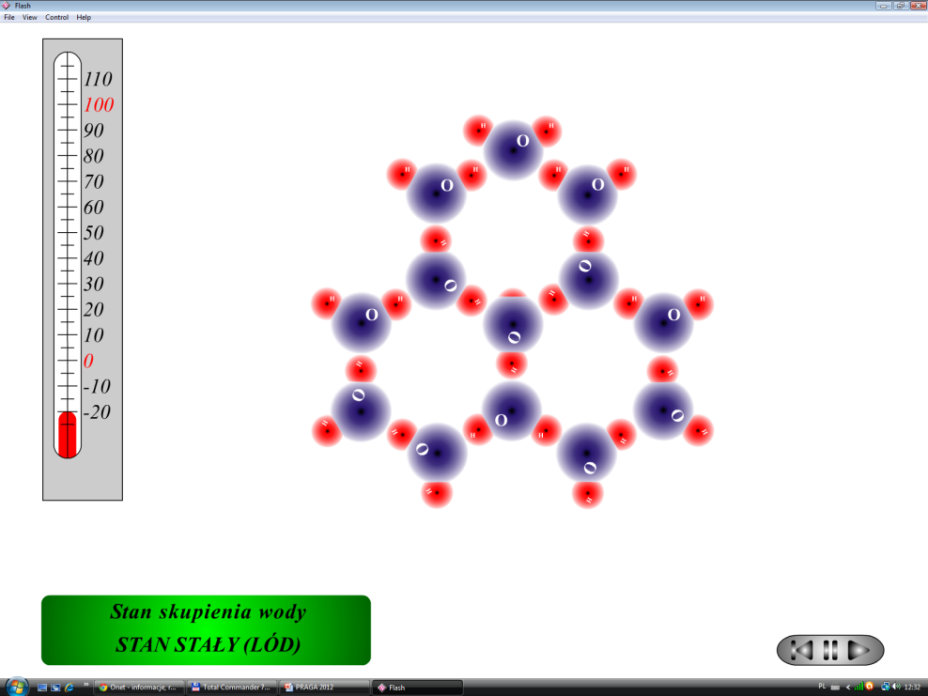 Flash
File View Control Help
110
100
90
80
70
60
50
40
30
20
10
0
-10
-20
H H
O
H H H H
O O
H H
O O
H H H H H H
O O O
H H H
O O O O
H H H H H H
O O
H H
Stan skupienia wody
STAN STAŁY (LÓD)
Onet - informacje, r... Total Commander 7... PRAGA 2012 Flash PL 12:32